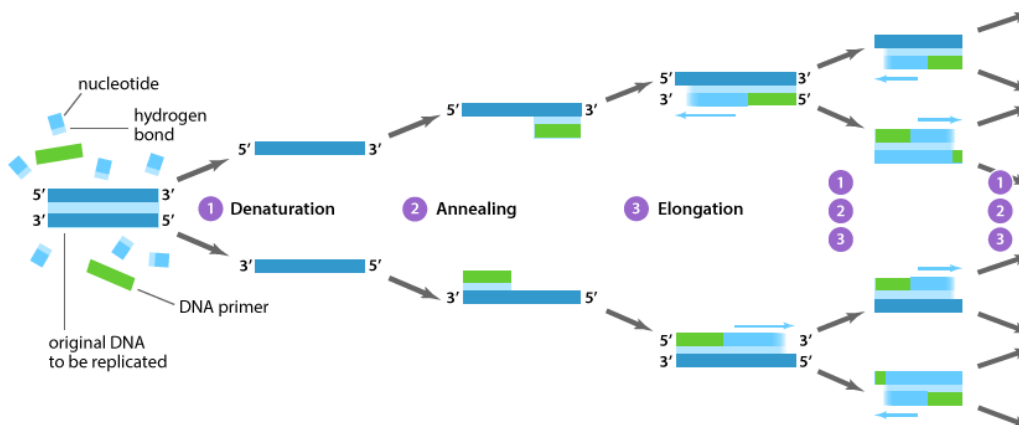 nucleotide
hydrogen
bond
5′ 3′
3′ 5′
DNA primer
original DNA
to be replicated
1 Denaturation
5′ 3′
3′ 5′
2 Annealing
5′ 3′
3′ 5′
3 Elongation
5′ 3′
3′ 5′
5′ 3′
3′ 5′
1
2
3
1
2
3